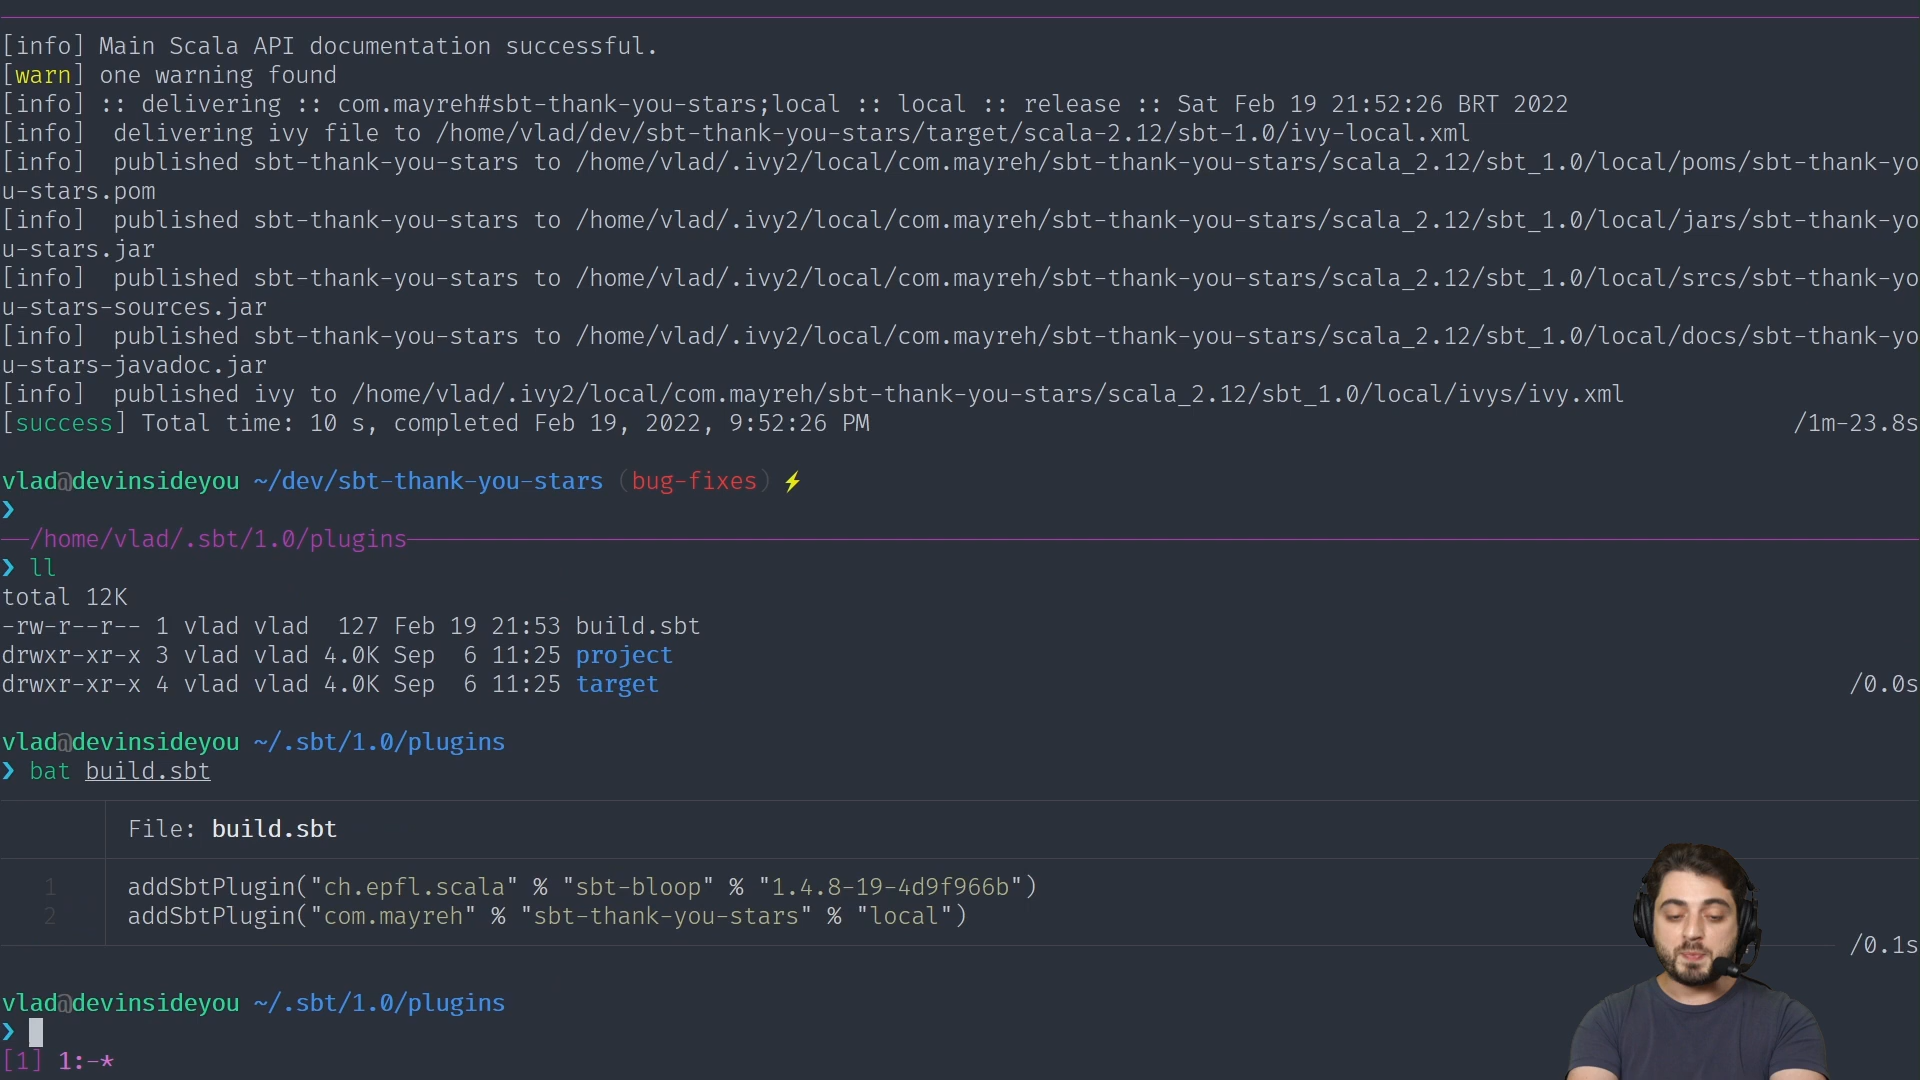 [info] Main Scala API documentation successful.
[warn] one warning found
[info] :: delivering :: com.mayreh#sbt-thank-you-stars;local :: local :: release :: Sat Feb 19 21:52:26 BRT 2022
[info]  delivering ivy file to /home/vlad/dev/sbt-thank-you-stars/target/scala-2.12/sbt-1.0/ivy-local.xml
[info]  published sbt-thank-you-stars to /home/vlad/.ivy2/local/com.mayreh/sbt-thank-you-stars/scala_2.12/sbt_1.0/local/poms/sbt-thank-yo
u-stars.pom
[info]  published sbt-thank-you-stars to /home/vlad/.ivy2/local/com.mayreh/sbt-thank-you-stars/scala_2.12/sbt_1.0/local/jars/sbt-thank-yo
u-stars.jar
[info]  published sbt-thank-you-stars to /home/vlad/.ivy2/local/com.mayreh/sbt-thank-you-stars/scala_2.12/sbt_1.0/local/srcs/sbt-thank-yo
u-stars-sources.jar
[info]  published sbt-thank-you-stars to /home/vlad/.ivy2/local/com.mayreh/sbt-thank-you-stars/scala_2.12/sbt_1.0/local/docs/sbt-thank-yo
u-stars-javadoc.jar
[info]  published ivy to /home/vlad/.ivy2/local/com.mayreh/sbt-thank-you-stars/scala_2.12/sbt_1.0/local/ivys/ivy.xml
[success] Total time: 10 s, completed Feb 19, 2022, 9:52:26 PM /1m-23.8s
vlad@devinsideyou ~/dev/sbt-thank-you-stars (bug-fixes) ⚡
❯
──/home/vlad/.sbt/1.0/plugins──
❯ ll
total 12K
-rw-r--r-- 1 vlad vlad  127 Feb 19 21:53 build.sbt
drwxr-xr-x 3 vlad vlad 4.0K Sep  6 11:25 project
drwxr-xr-x 4 vlad vlad 4.0K Sep  6 11:25 target /0.0s
vlad@devinsideyou ~/.sbt/1.0/plugins
❯ bat build.sbt
File: build.sbt
1 addSbtPlugin("ch.epfl.scala" % "sbt-bloop" % "1.4.8-19-4d9f966b")
2 addSbtPlugin("com.mayreh" % "sbt-thank-you-stars" % "local")
/0.1s
vlad@devinsideyou ~/.sbt/1.0/plugins
❯
[1] 1:-*